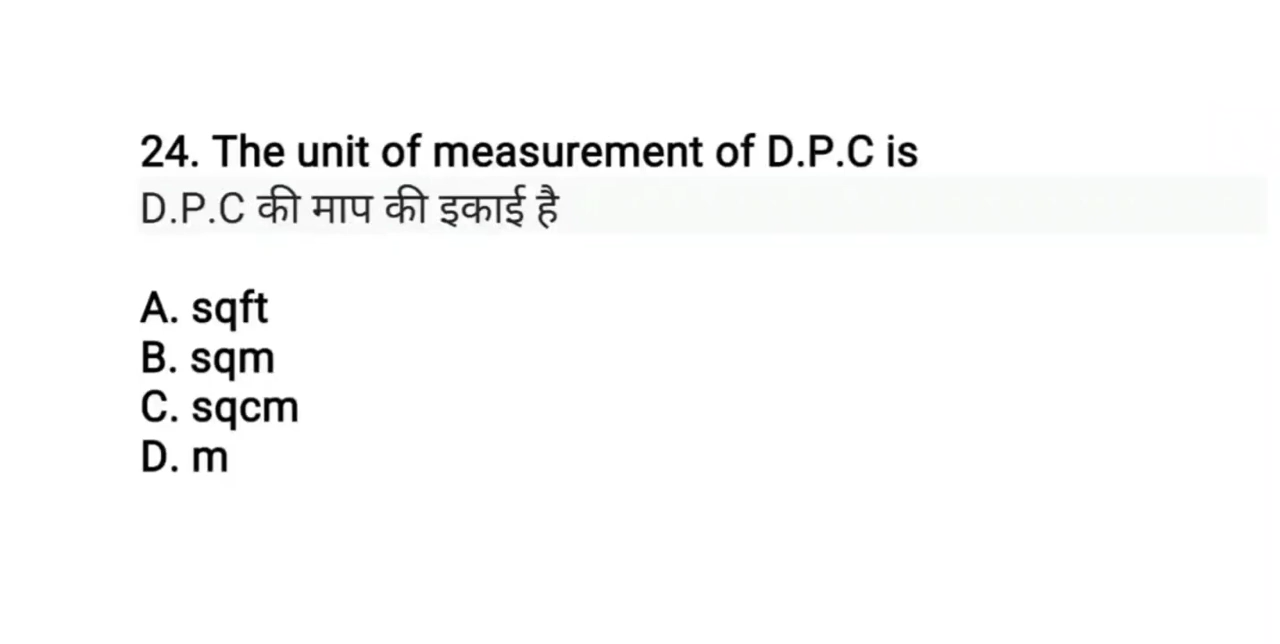 24. The unit of measurement of D.P.C is
D.P.C की माप की इकाई है
A. sqft
B. sqm
C. sqcm
D. m